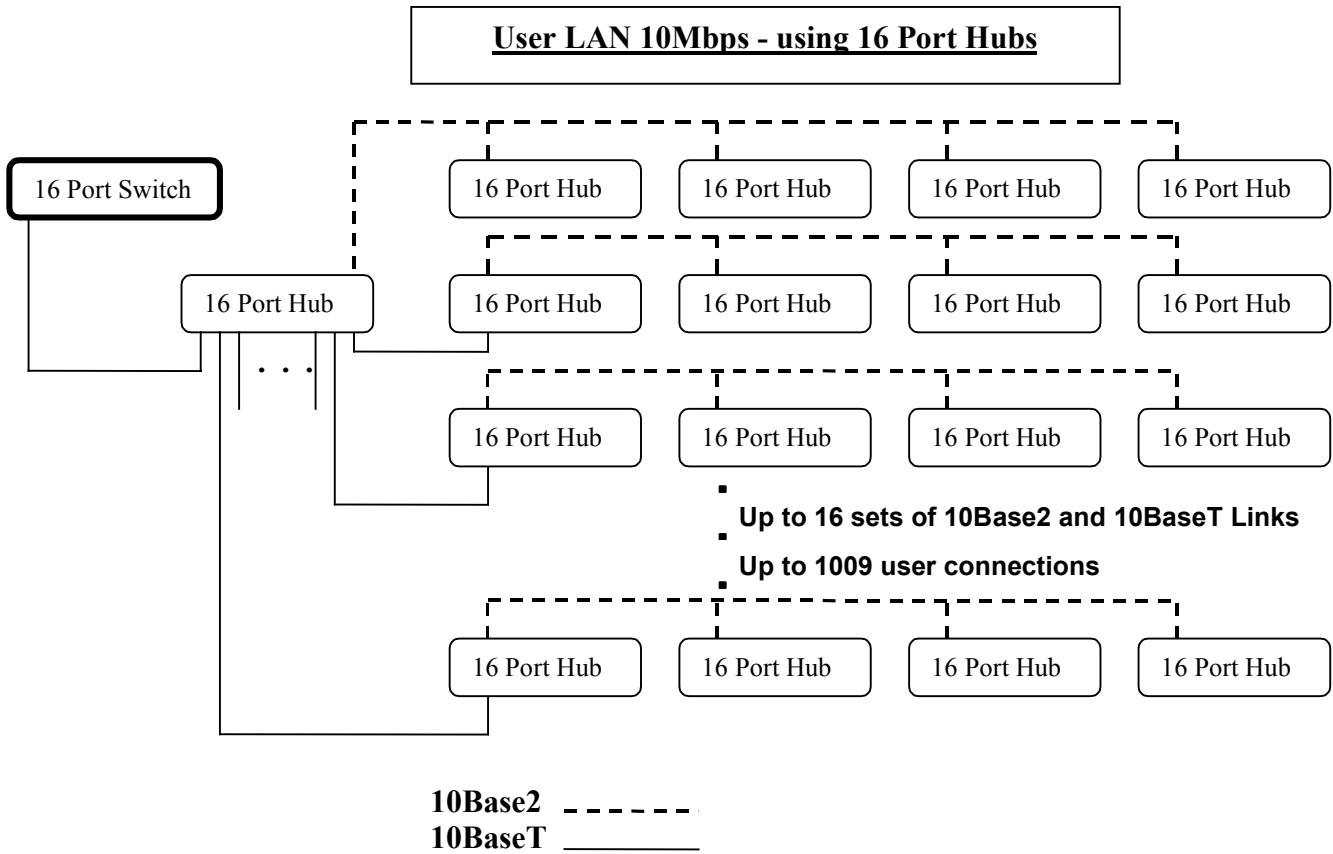 User LAN 10Mbps - using 16 Port Hubs
16 Port Switch
16 Port Hub
16 Port Hub
16 Port Hub
16 Port Hub
16 Port Hub
16 Port Hub
16 Port Hub
16 Port Hub
16 Port Hub
. . .
16 Port Hub
16 Port Hub
16 Port Hub
16 Port Hub
Up to 16 sets of 10Base2 and 10BaseT Links
Up to 1009 user connections
16 Port Hub
16 Port Hub
16 Port Hub
16 Port Hub
10Base2
10BaseT